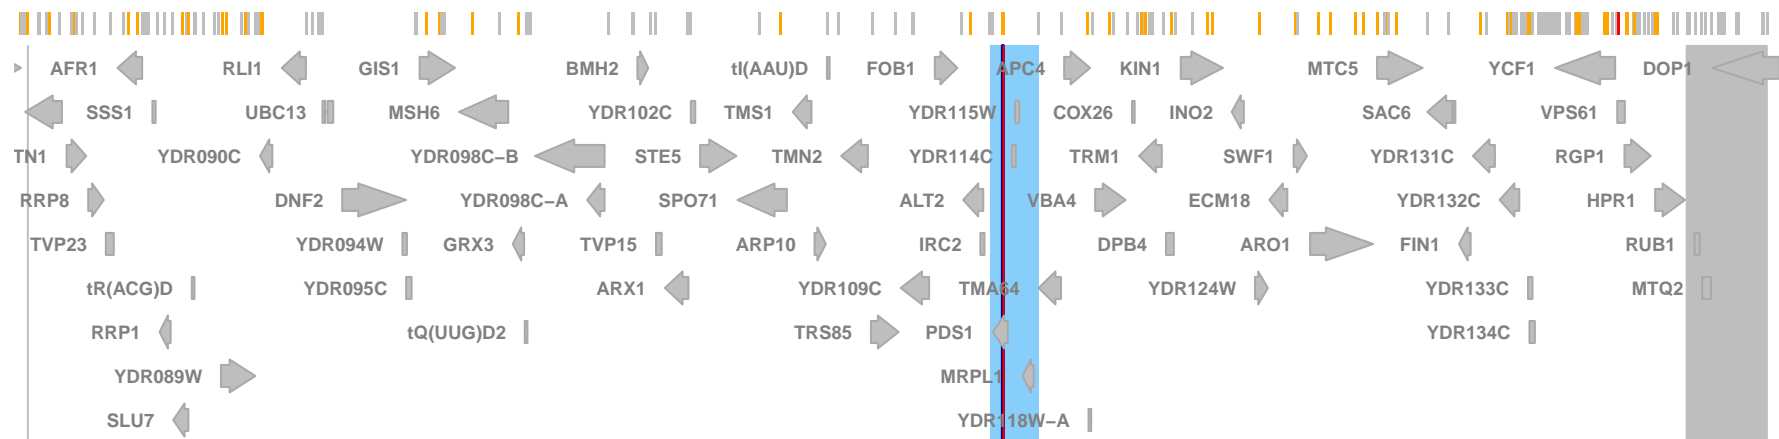 AFR1 RLI1 GIS1 BMH2 tI(AAU)D FOB1 APC4 KIN1 MTC5 YCF1 DOP1
SSS1 UBC13 MSH6 YDR102C TMS1 YDR115W COX26 INO2 SAC6 VPS61
TN1 YDR090C YDR098C−B STE5 TMN2 YDR114C TRM1 SWF1 YDR131C RGP1
RRP8 DNF2 YDR098C−A SPO71 ALT2 VBA4 ECM18 YDR132C HPR1
TVP23 YDR094W GRX3 TVP15 ARP10 IRC2 DPB4 ARO1 FIN1 RUB1
tR(ACG)D YDR095C ARX1 YDR109C TMA64 YDR124W YDR133C MTQ2
RRP1 tQ(UUG)D2 TRS85 PDS1 YDR134C
YDR089W MRPL1
SLU7 YDR118W−A